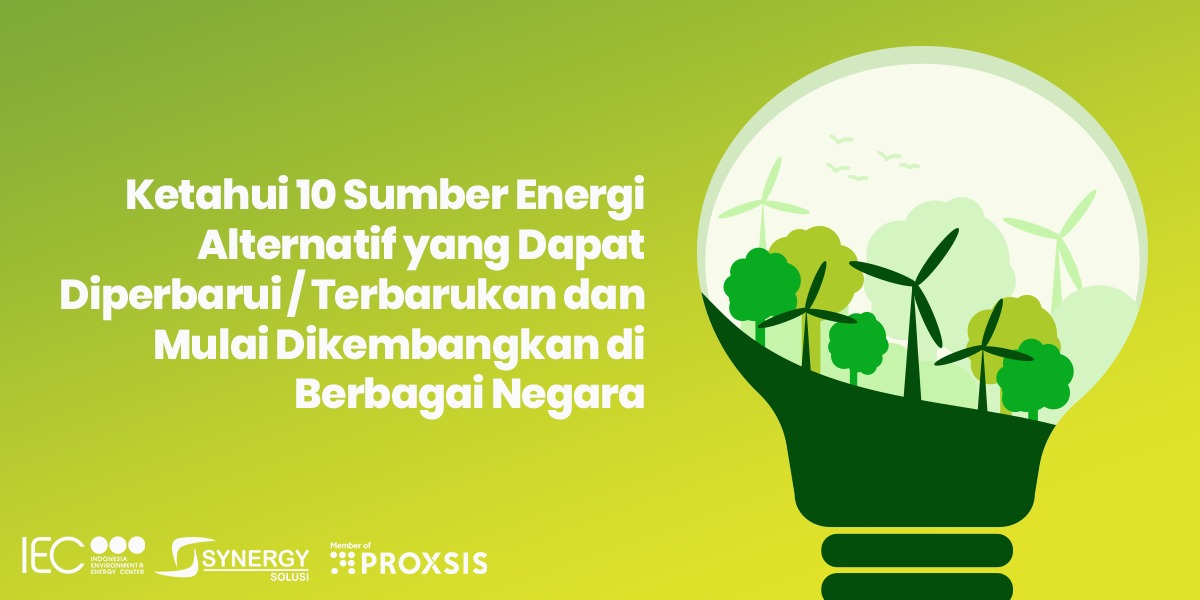 Ketahui 10 Sumber Energi
Alternatif yang Dapat
Diperbarui / Terbarukan dan
Mulai Dikembangkan di
Berbagai Negara
IEC
INDONESIA
ENVIRONMENT&
ENERGY CENTER
SYNERGY
SOLUSI
Member of
PROXSIS